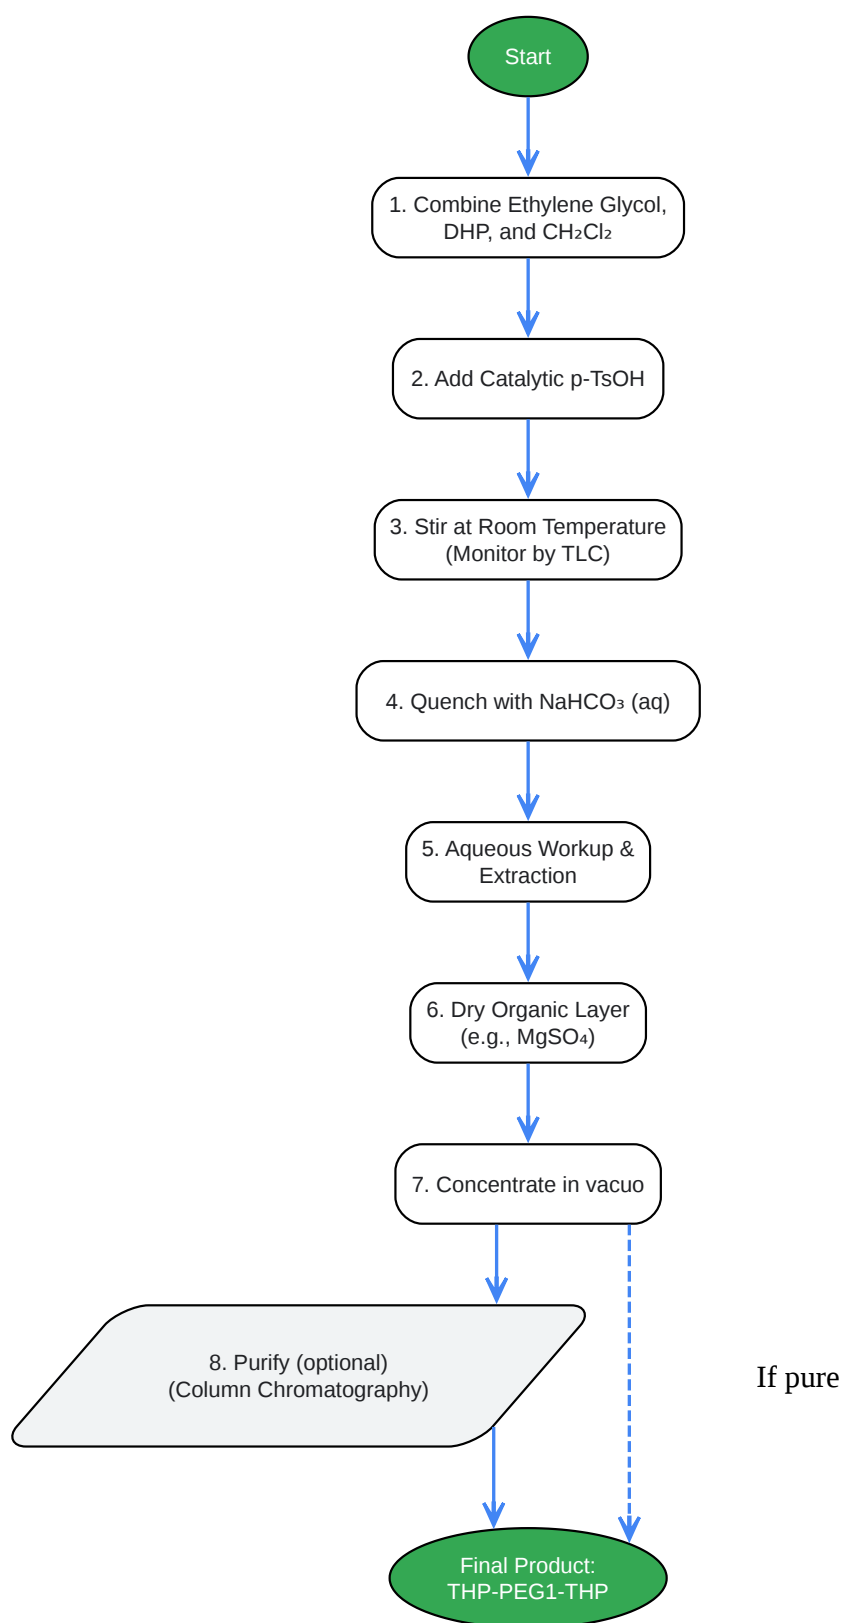 Start
1. Combine Ethylene Glycol,
DHP, and CH₂Cl₂
2. Add Catalytic p-TsOH
3. Stir at Room Temperature
(Monitor by TLC)
4. Quench with NaHCO₃ (aq)
5. Aqueous Workup &
Extraction
6. Dry Organic Layer
(e.g., MgSO₄)
7. Concentrate in vacuo
8. Purify (optional)
(Column Chromatography)
If pure
Final Product:
THP-PEG1-THP